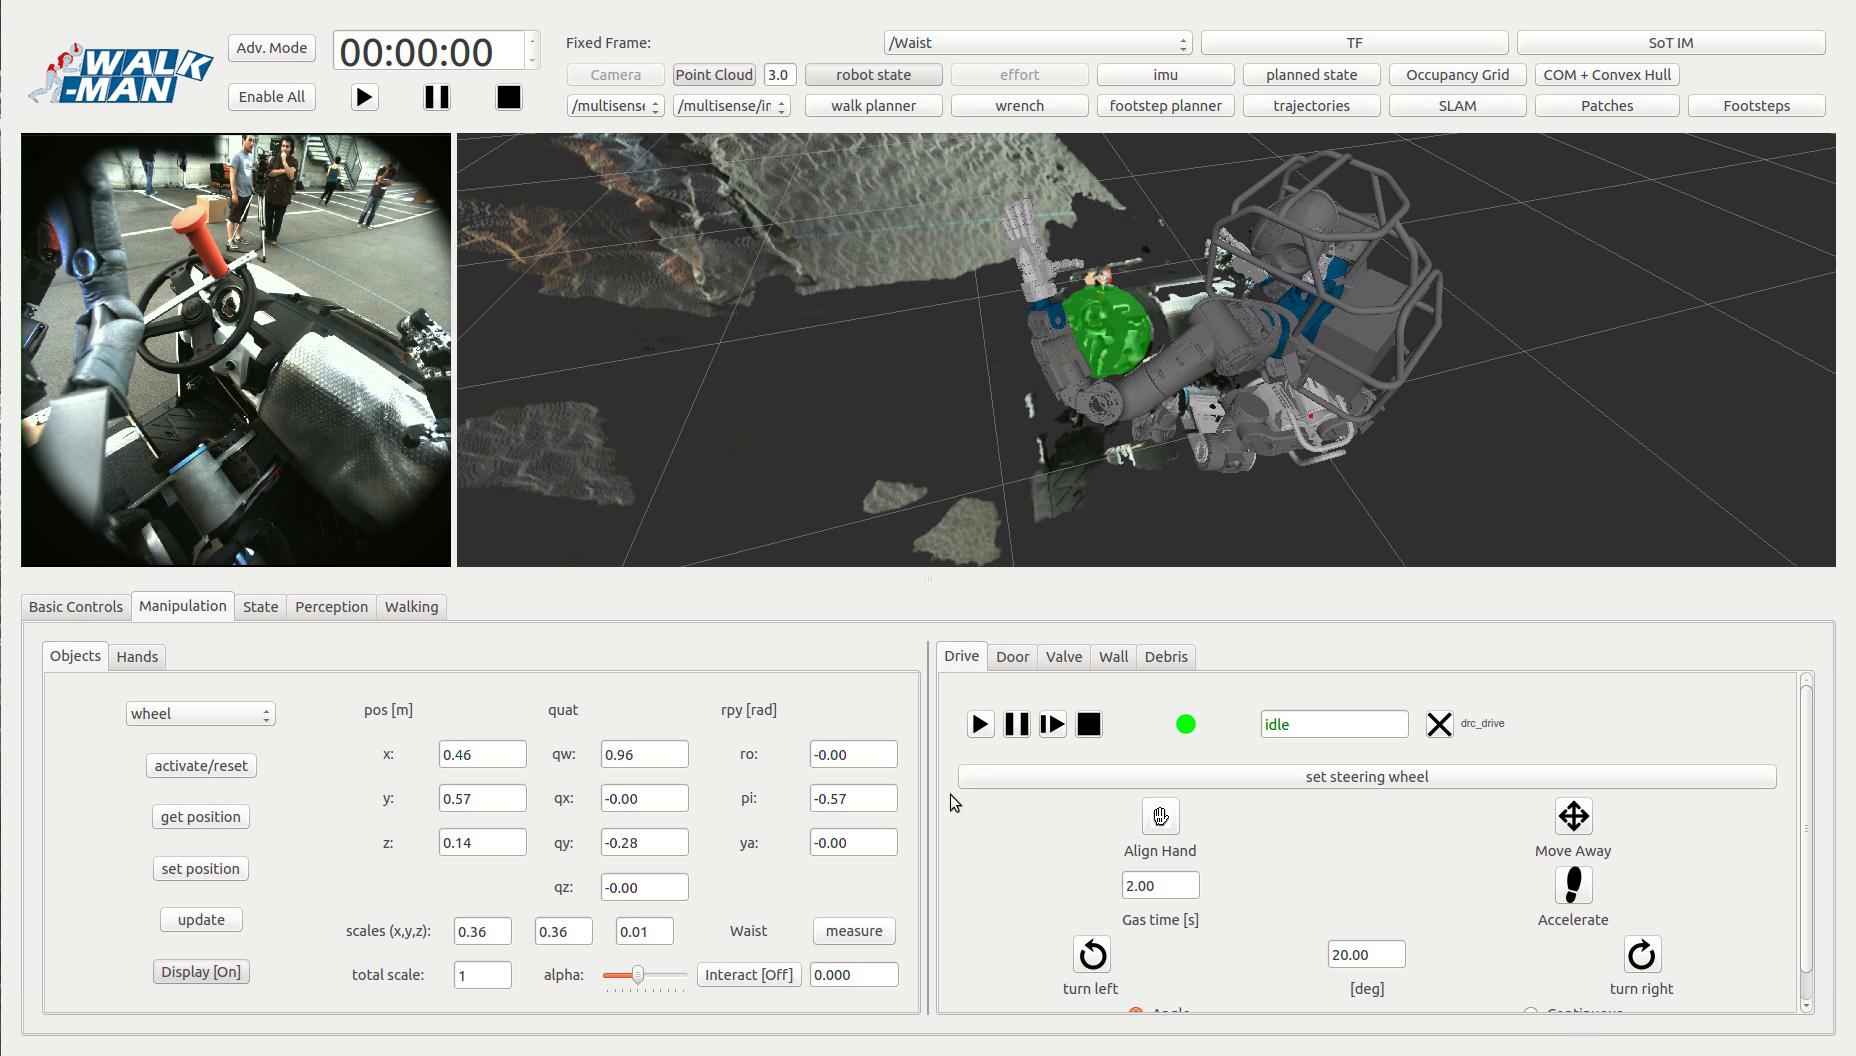 WALK
-MAN
Adv. Mode
Enable All
00:00:00
Fixed Frame:
/Waist
TF
SoT IM
Camera
Point Cloud
3.0
robot state
effort
imu
planned state
Occupancy Grid
COM + Convex Hull
/multisense
/multisense/ir
walk planner
wrench
footstep planner
trajectories
SLAM
Patches
Footsteps
Basic Controls
Manipulation
State
Perception
Walking
Objects
Hands
wheel
activate/reset
get position
set position
update
Display [On]
pos [m]
quat
rpy [rad]
x: 0.46 qw: 0.96 ro: -0.00
y: 0.57 qx: -0.00 pi: -0.57
z: 0.14 qy: -0.28 ya: -0.00
qz: -0.00
scales (x,y,z): 0.36 0.36 0.01 Waist measure
total scale: 1 alpha: Interact [Off] 0.000
Drive
Door
Valve
Wall
Debris
idle
drc_drive
set steering wheel
Align Hand
Move Away
2.00
Gas time [s]
Accelerate
20.00
turn left
[deg]
turn right